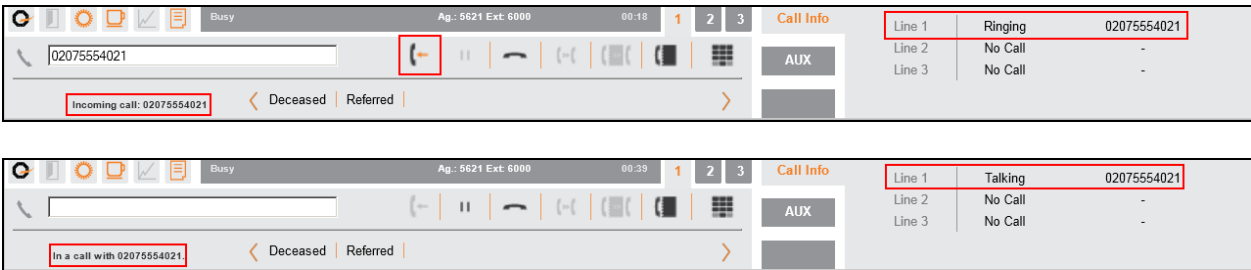 Busy Ag.: 5621 Ext: 6000 00:18 1 2 3 Call Info
Line 1 Ringing 02075554021
02075554021
Line 2 No Call -
AUX
Line 3 No Call -
Incoming call: 02075554021 Deceased Referred
Busy Ag.: 5621 Ext: 6000 00:39 1 2 3 Call Info
Line 1 Talking 02075554021
Line 2 No Call -
AUX
Line 3 No Call -
In a call with 02075554021. Deceased Referred